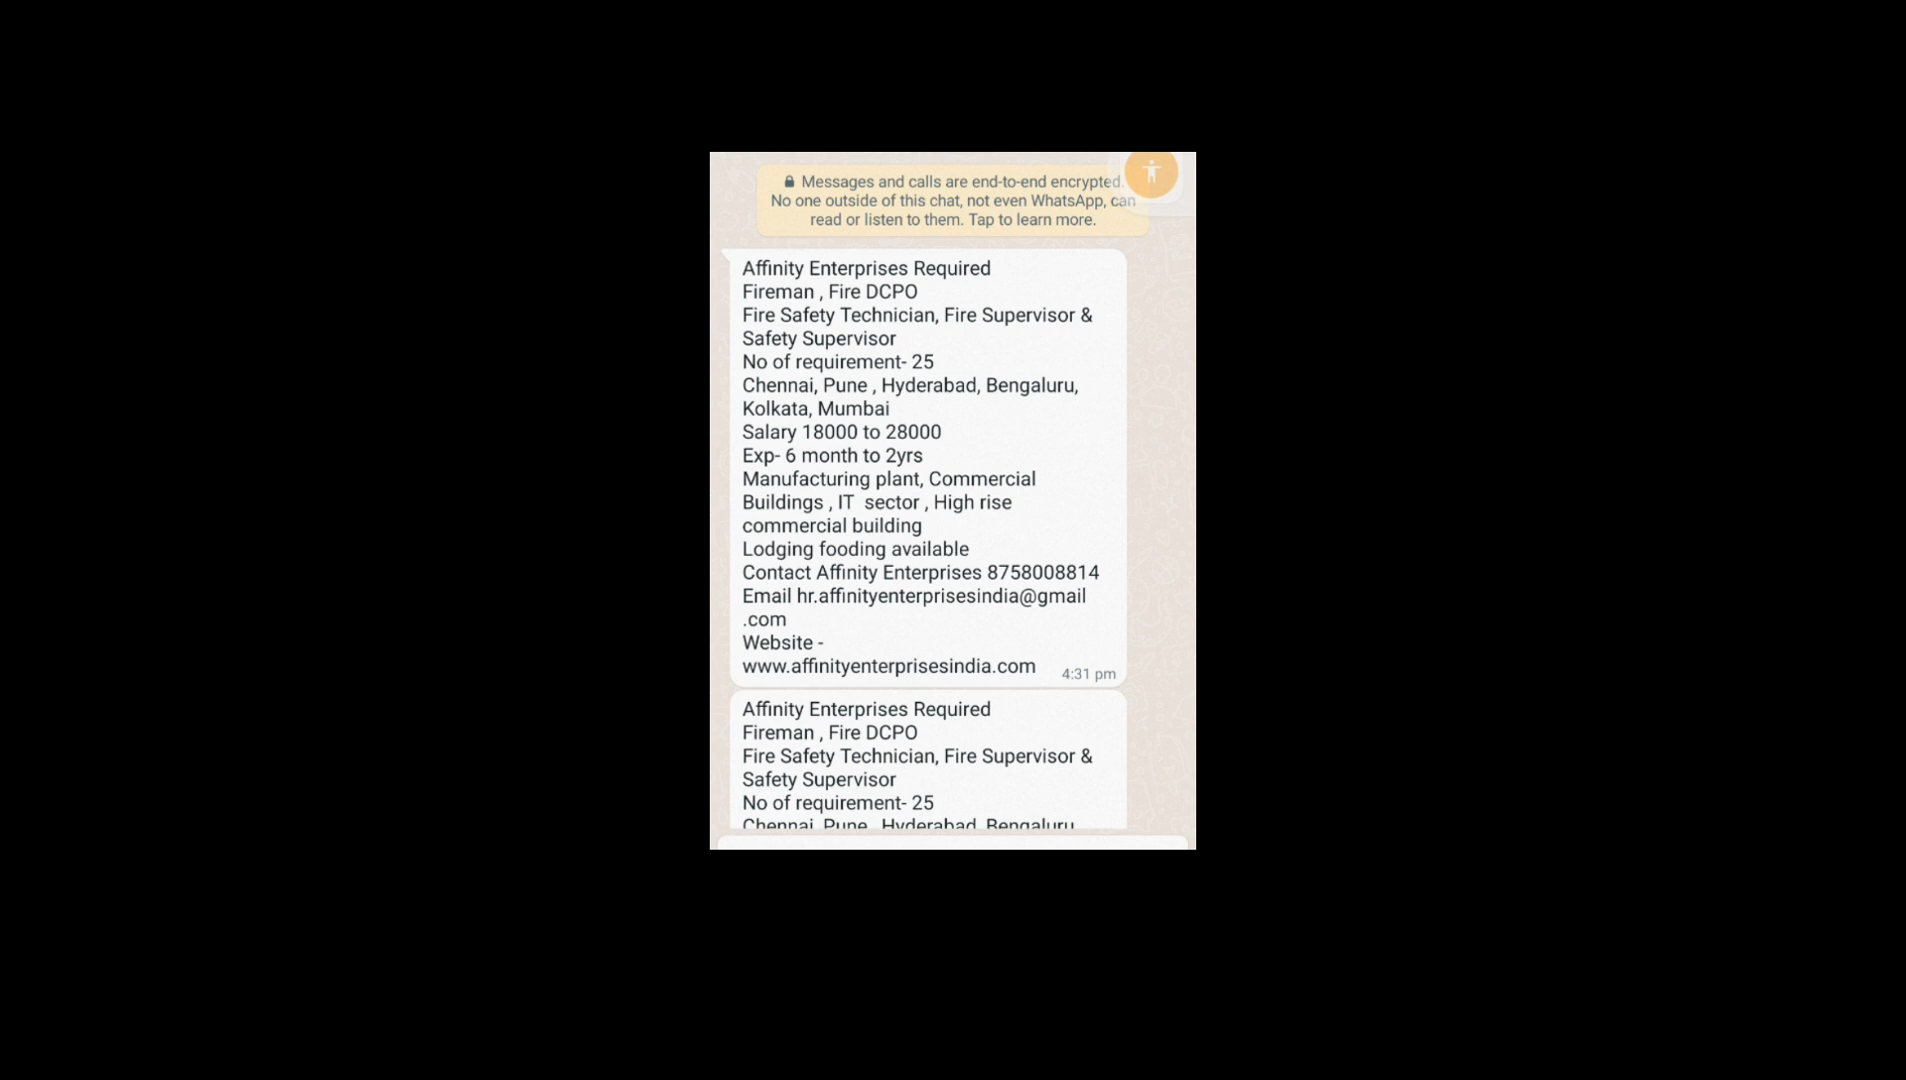 Messages and calls are end-to-end encrypted.
No one outside of this chat, not even WhatsApp, can
read or listen to them. Tap to learn more.
Affinity Enterprises Required
Fireman , Fire DCPO
Fire Safety Technician, Fire Supervisor &
Safety Supervisor
No of requirement- 25
Chennai, Pune , Hyderabad, Bengaluru,
Kolkata, Mumbai
Salary 18000 to 28000
Exp- 6 month to 2yrs
Manufacturing plant, Commercial
Buildings , IT  sector , High rise
commercial building
Lodging fooding available
Contact Affinity Enterprises 8758008814
Email hr.affinityenterprisesindia@gmail
.com
Website -
www.affinityenterprisesindia.com
4:31 pm
Affinity Enterprises Required
Fireman , Fire DCPO
Fire Safety Technician, Fire Supervisor &
Safety Supervisor
No of requirement- 25
Chennai, Pune , Hyderabad, Bengaluru,